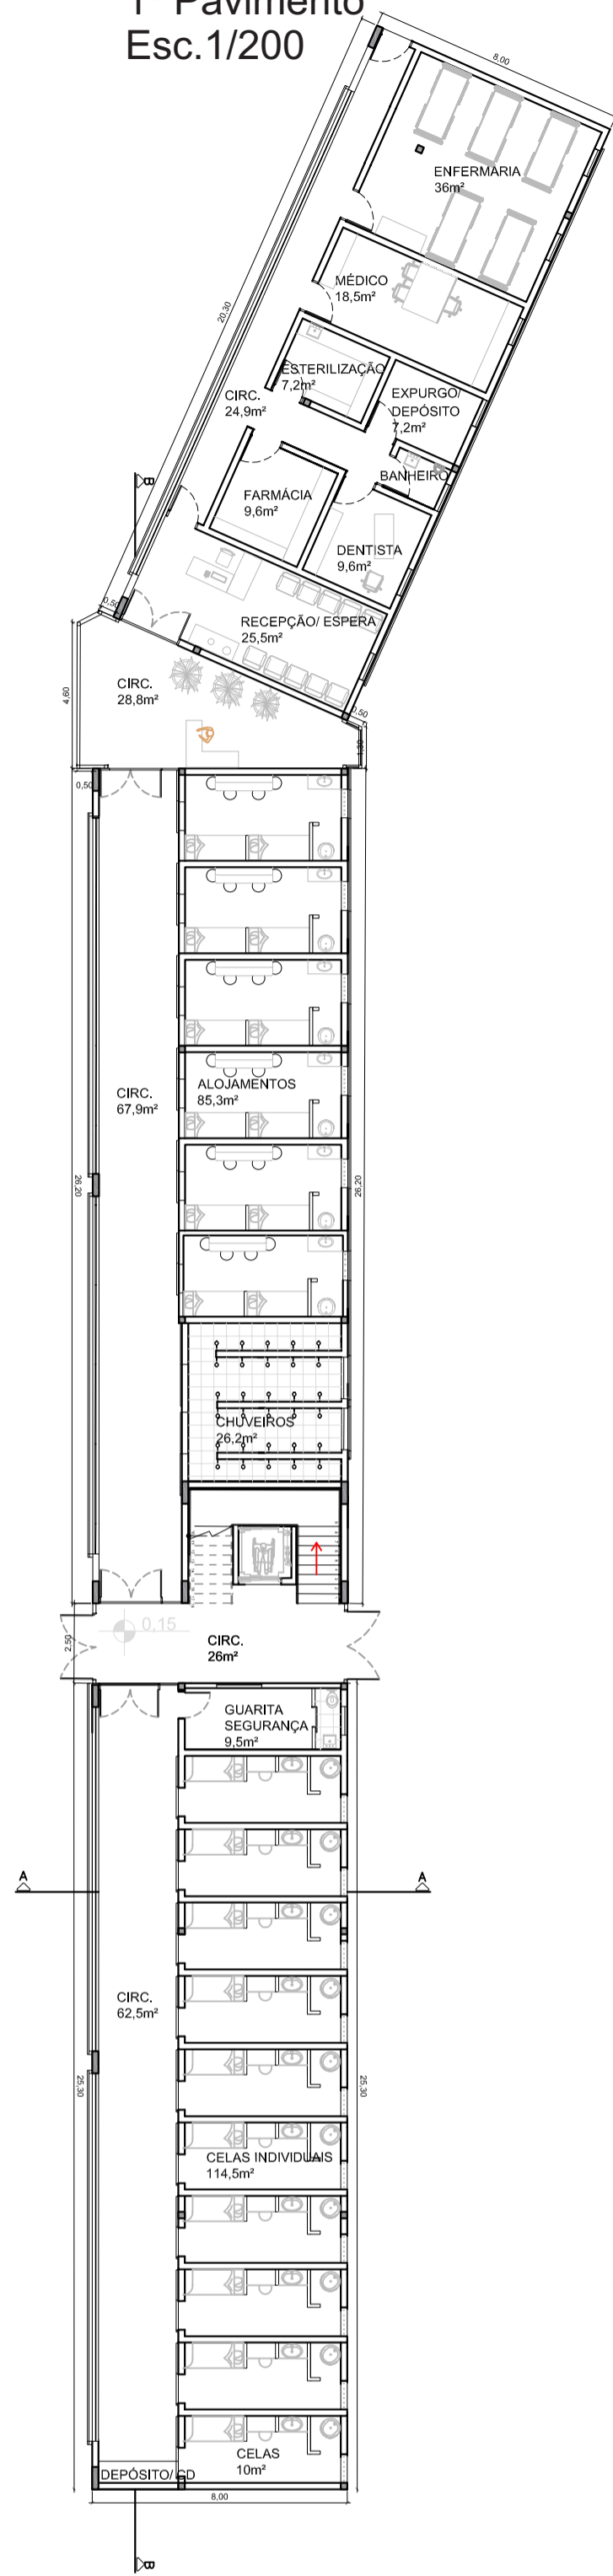 1º Pavimento
Esc.1/200
8,00
ENFERMARIA
36m²
MÉDICO
18,5m²
20,30
ESTERILIZAÇÃO
7,2m²
CIRC.
24,9m²
EXPURGO/
DEPÓSITO
7,2m²
BANHEIRO
B
FARMÁCIA
9,6m²
DENTISTA
9,6m²
0,50
RECEPÇÃO/ ESPERA
25,5m²
CIRC.
28,8m²
4,60
0,50
1,30
0,50
CIRC.
67,9m²
ALOJAMENTOS
85,3m²
26,20
26,20
CHUVEIROS
26,2m²
0,15
2,50
CIRC.
26m²
GUARITA
SEGURANÇA
9,5m²
A
A
CIRC.
62,5m²
25,30
25,30
CELAS INDIVIDUAIS
114,5m²
CELAS
10m²
DEPÓSITO/ CD
8,00
B